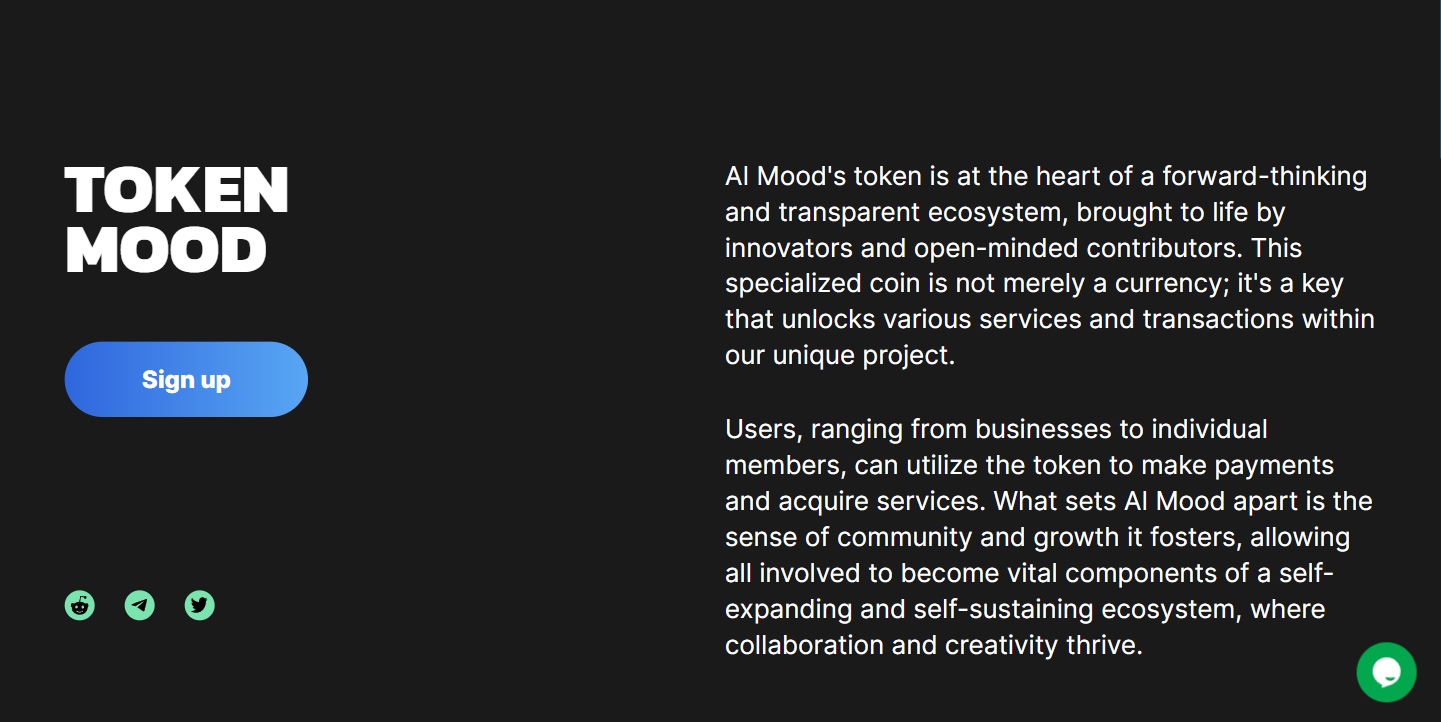 TOKEN
MOOD
Sign up
AI Mood's token is at the heart of a forward-thinking
and transparent ecosystem, brought to life by
innovators and open-minded contributors. This
specialized coin is not merely a currency; it's a key
that unlocks various services and transactions within
our unique project.
Users, ranging from businesses to individual
members, can utilize the token to make payments
and acquire services. What sets AI Mood apart is the
sense of community and growth it fosters, allowing
all involved to become vital components of a self-
expanding and self-sustaining ecosystem, where
collaboration and creativity thrive.